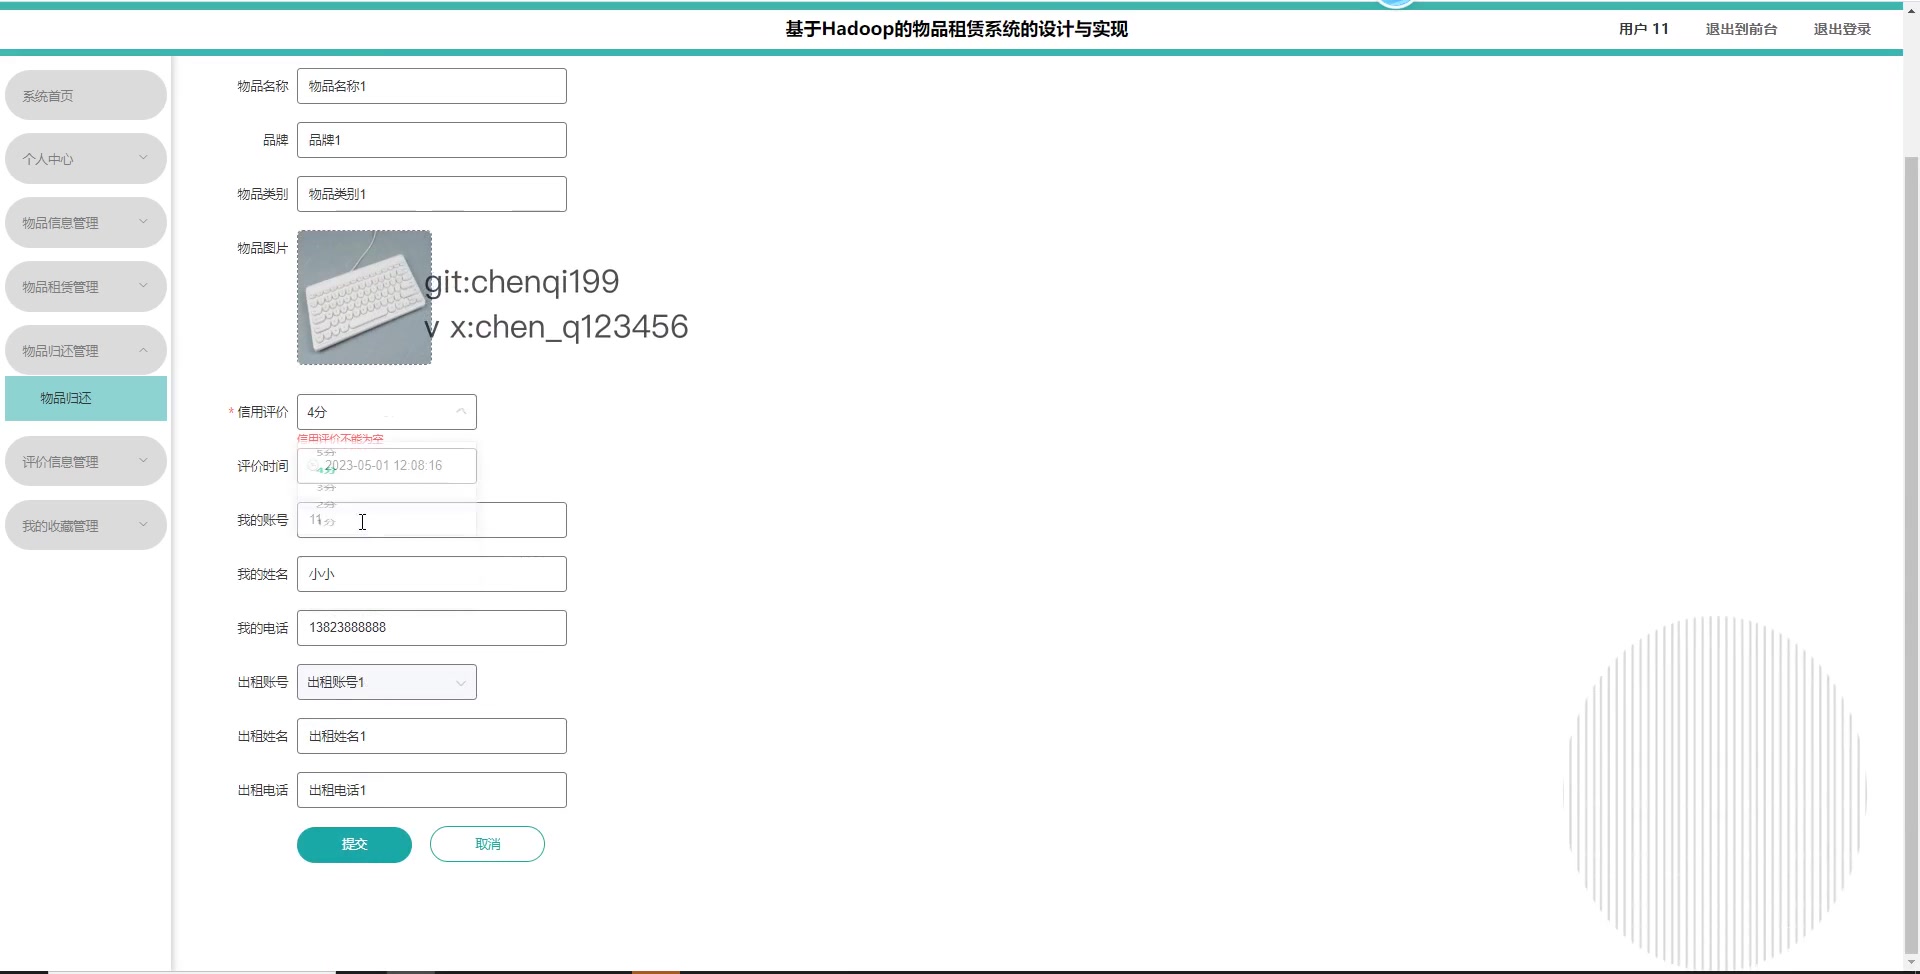 基于Hadoop的物品租赁系统的设计与实现
用户 11
退出到前台
退出登录
系统首页
个人中心
物品信息管理
物品租赁管理
物品归还管理
物品归还
评价信息管理
我的收藏管理
物品名称
物品名称1
品牌
品牌1
物品类别
物品类别1
物品图片
git:chenqi199
v x:chen_q123456
* 信用评价
4分
信用评价不能为空
5分
评价时间
2023-05-01 12:08:16
4分
3分
2分
我的账号
11
1分
我的姓名
小小
我的电话
13823888888
出租账号
出租账号1
出租姓名
出租姓名1
出租电话
出租电话1
提交
取消